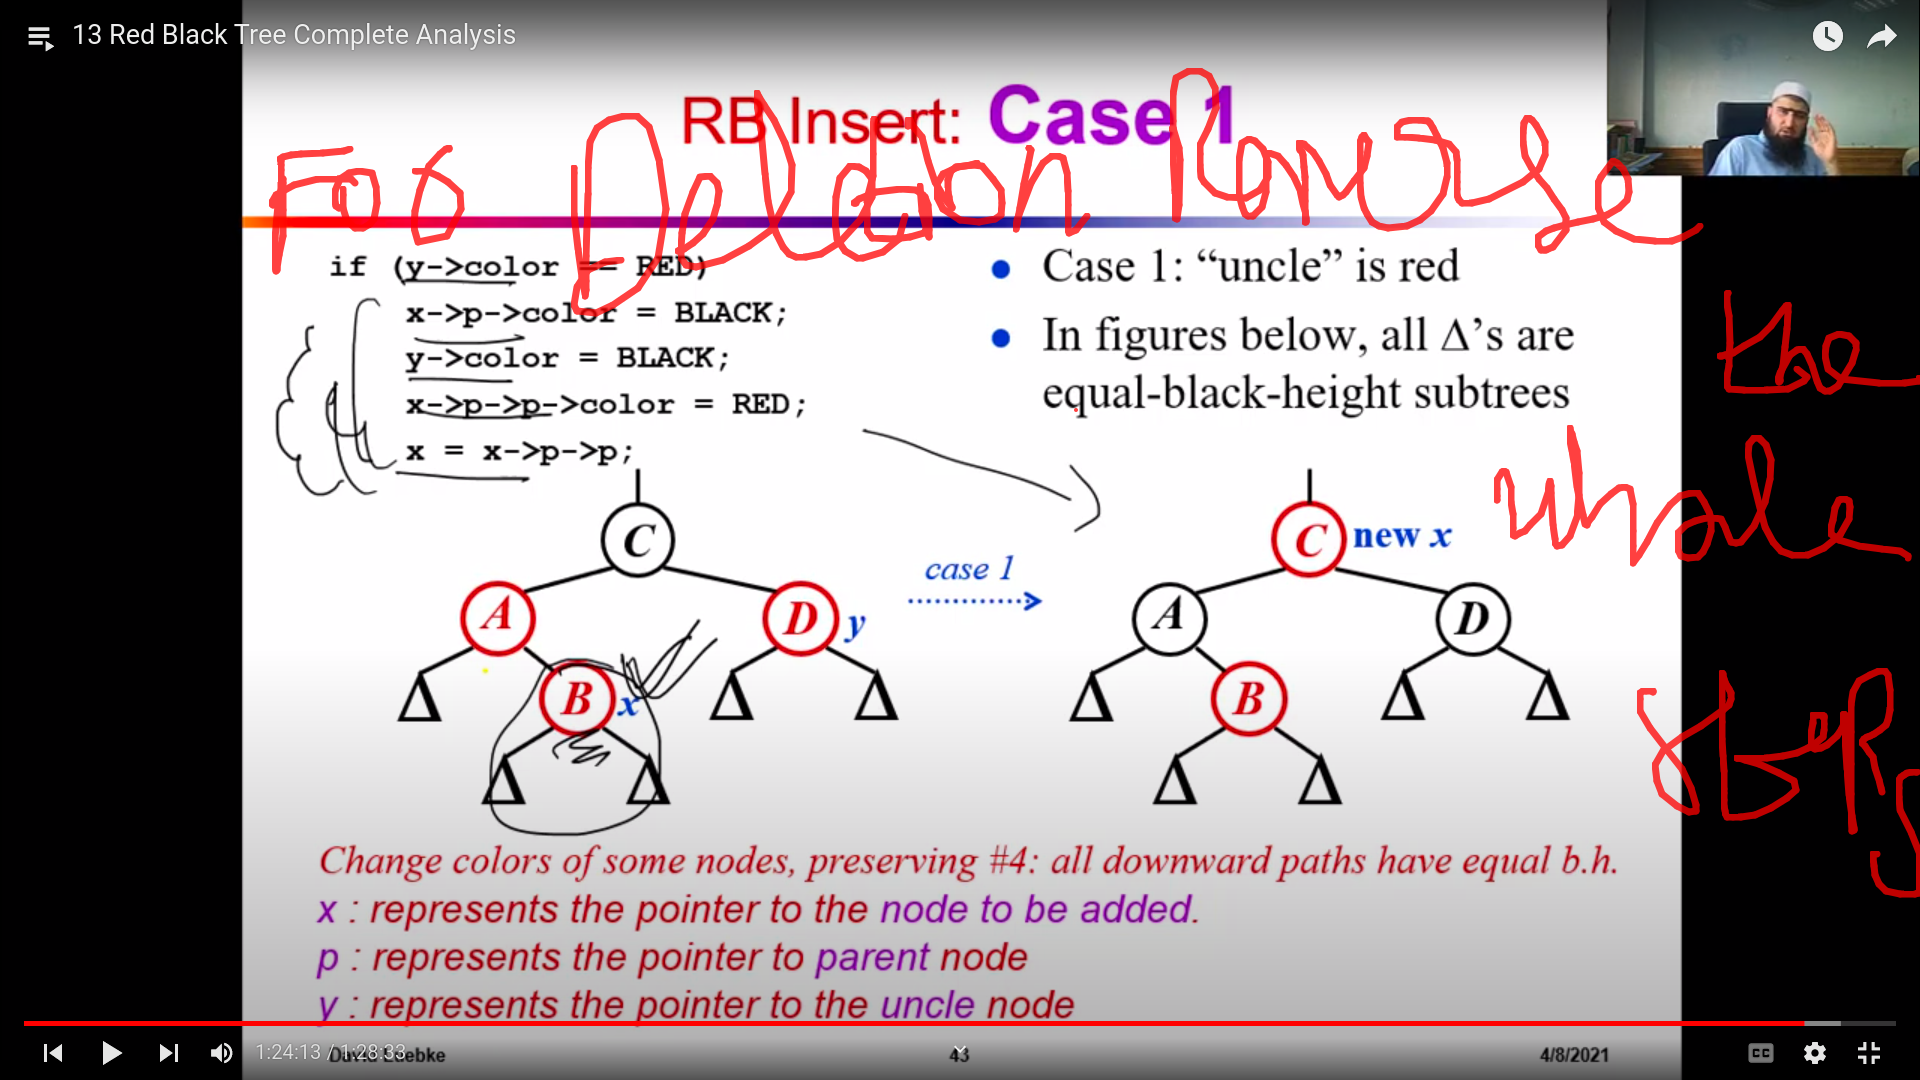 13 Red Black Tree Complete Analysis
RB Insert: Case 1
For Deletion Reverse
the
whole
steps
if (y->color == RED)
x->p->color = BLACK;
y->color = BLACK;
x->p->p->color = RED;
x = x->p->p;
● Case 1: “uncle” is red
● In figures below, all Δ’s are
equal-black-height subtrees
C
A
D
y
B
x
Δ
Δ
Δ
Δ
Δ
case 1
C
new x
A
D
B
Δ
Δ
Δ
Δ
Δ
Change colors of some nodes, preserving #4: all downward paths have equal b.h.
x : represents the pointer to the node to be added.
p : represents the pointer to parent node
y : represents the pointer to the uncle node
1:24:13 / 1:28:33
David Luebke
43
4/8/2021
CC